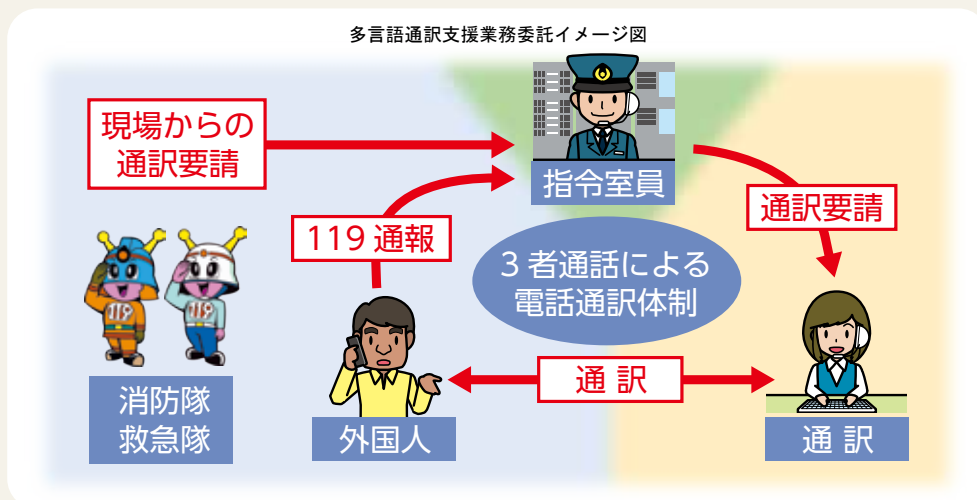 多言語通訳支援業務委託イメージ図
現場からの
通訳要請
指令室員
通訳要請
119 通報
3 者通話による
電話通訳体制
119
119
通 訳
消防隊
救急隊
外国人
通 訳